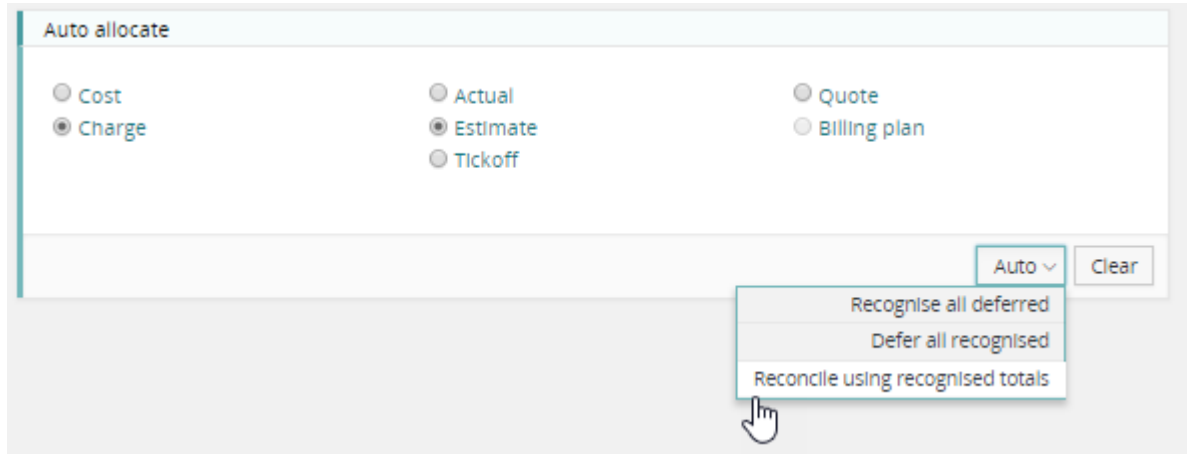 Auto allocate
Cost
Actual
Quote
Charge
Estimate
Billing plan
Tickoff
Auto
Clear
Recognise all deferred
Defer all recognised
Reconcile using recognised totals